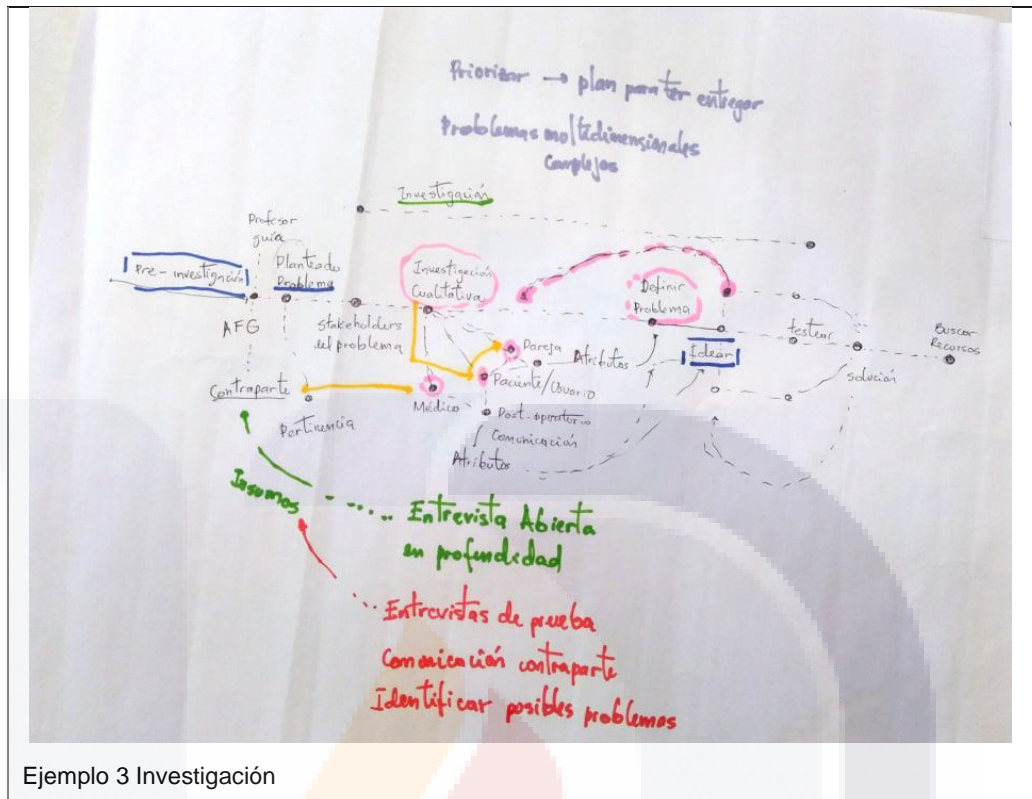 Priorizar → plan para ter entregar
Problemas multidimensionales
Complejos
Investigación
Profesor
guía
Pre-investigación
Planteado
Problema
Investigación
Cualitativa
Definir
Problema
AFG
Stakeholders
del problema
testear
Buscar
Recursos
Idear
Solución
Pareja
Atributos
Paciente/Usuario
Contraparte
Médico
Pertinencia
Post-operatorio
Comunicación
Atributos
Insumos
.... Entrevista Abierta
en profundidad
... Entrevistas de prueba
Comunicación contraparte
Identificar posibles problemas
Ejemplo 3 Investigación